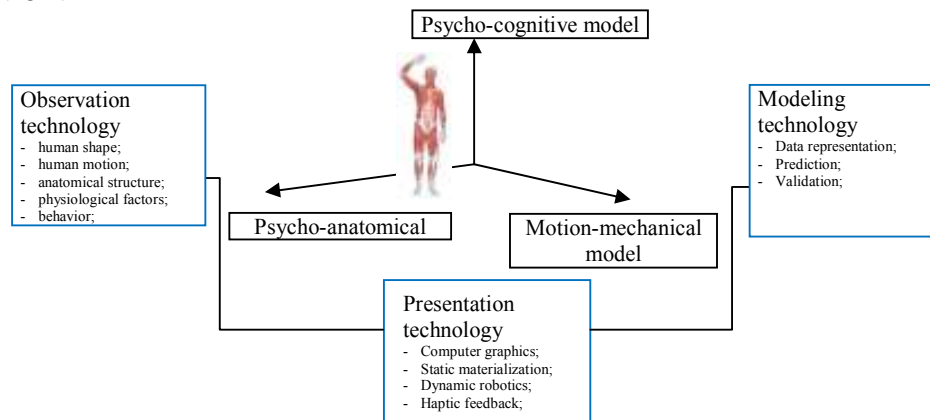 Psycho-cognitive model
Observation
technology
- human shape;
- human motion;
- anatomical structure;
- physiological factors;
- behavior;
Modeling
technology
- Data representation;
- Prediction;
- Validation;
Psycho-anatomical
Motion-mechanical
model
Presentation
technology
- Computer graphics;
- Static materialization;
- Dynamic robotics;
- Haptic feedback;